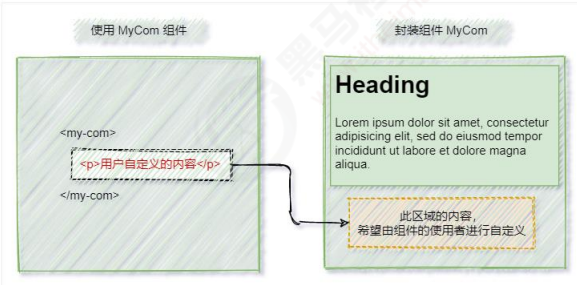 使用 MyCom 组件
<my-com>
<p>用户自定义的内容</p>
</my-com>
封装组件 MyCom
Heading
Lorem ipsum dolor sit amet, consectetur
adipisicing elit, sed do eiusmod tempor
incididunt ut labore et dolore magna
aliqua.
此区域的内容，
希望由组件的使用者进行自定义